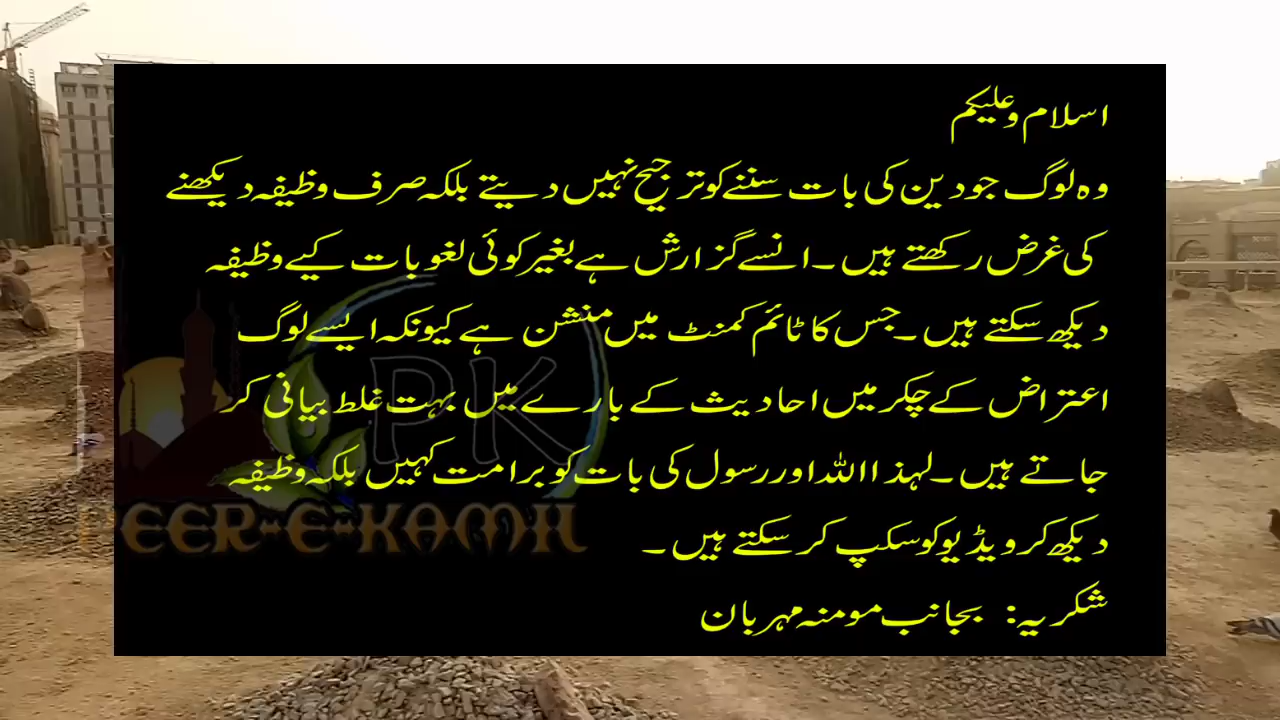 اسلام و علیکم
وہ لوگ جو دین کی بات سننے کو ترجیح نہیں دیتے بلکہ صرف وظیفہ دیکھنے
کی غرض رکھتے ہیں۔ انسے گزارش ہے بغیر کوئی لغو بات کیے وظیفہ
دیکھ سکتے ہیں۔ جس کا ٹائم کمنٹ میں منشن ہے کیونکہ ایسے لوگ
اعتراض کے چکر میں احادیث کے بارے میں بہت غلط بیانی کر
جاتے ہیں۔ لہذا اللہ اور رسول کی بات کو برا مت کہیں بلکہ وظیفہ
دیکھ کر ویڈیو کو سکپ کر سکتے ہیں۔
شکریہ: بجانب مومنہ مہربان
PK
PEER-E-KAMIL